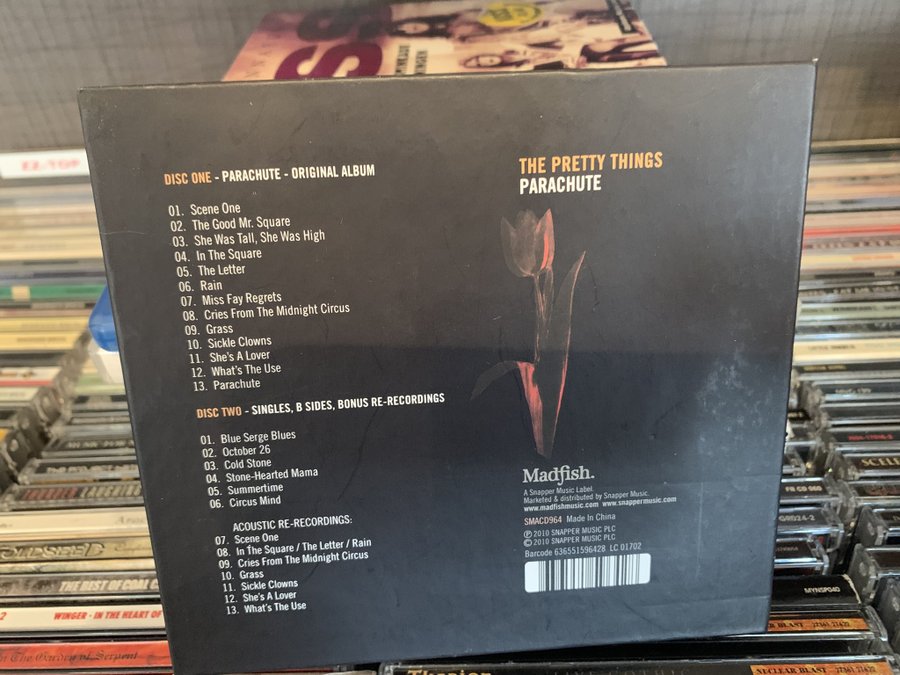 EZ-TOP
DISC ONE - PARACHUTE - ORIGINAL ALBUM
01. Scene One
02. The Good Mr. Square
03. She Was Tall, She Was High
04. In The Square
05. The Letter
06. Rain
07. Miss Fay Regrets
08. Cries From The Midnight Circus
09. Grass
10. Sickle Clowns
11. She's A Lover
12. What's The Use
13. Parachute
DISC TWO - SINGLES, B SIDES, BONUS RE-RECORDINGS
01. Blue Serge Blues
02. October 26
03. Cold Stone
04. Stone-Hearted Mama
05. Summertime
06. Circus Mind
ACOUSTIC RE-RECORDINGS:
07. Scene One
08. In The Square / The Letter / Rain
09. Cries From The Midnight Circus
10. Grass
11. Sickle Clowns
12. She's A Lover
13. What's The Use
THE PRETTY THINGS
PARACHUTE
Madfish.
A Snapper Music Label
Marketed & distributed by Snapper Music.
www.madfishmusic.com www.snappermusic.com
SMACD964 Made In China
℗ 2010 SNAPPER MUSIC PLC
© 2010 SNAPPER MUSIC PLC
Barcode 636551596428 LC 01702
THE BEST OF
WINGER - IN THE HEART OF
In The Garden of Serpent
MYNSP040
NUCLEAR BLAST
Therion